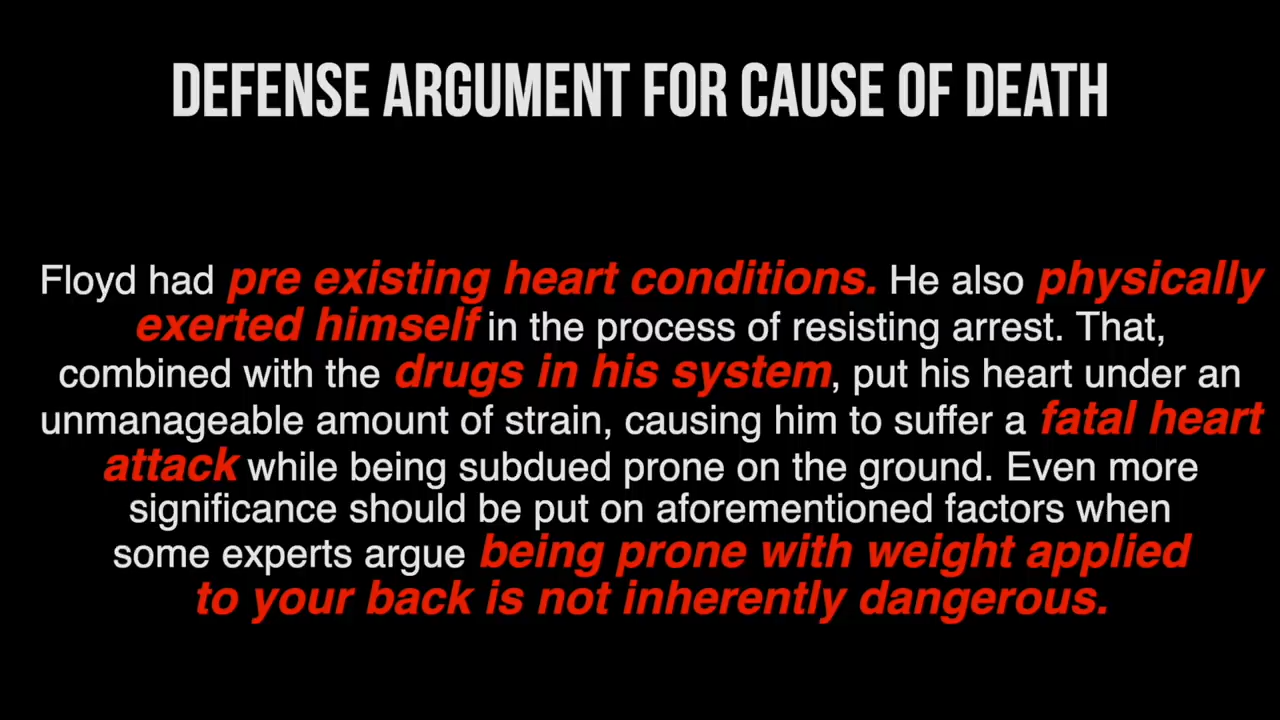 DEFENSE ARGUMENT FOR CAUSE OF DEATH
Floyd had pre existing heart conditions. He also physically
exerted himself in the process of resisting arrest. That,
combined with the drugs in his system, put his heart under an
unmanageable amount of strain, causing him to suffer a fatal heart
attack while being subdued prone on the ground. Even more
significance should be put on aforementioned factors when
some experts argue being prone with weight applied
to your back is not inherently dangerous.